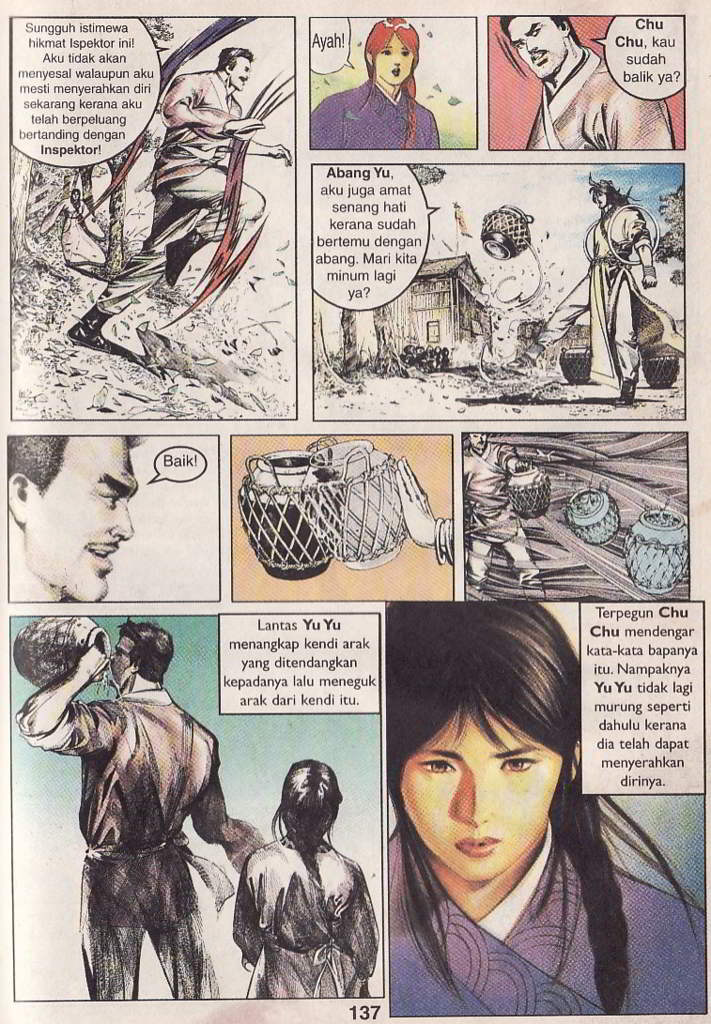 Sungguh istimewa
hikmat Ispektor ini!
Aku tidak akan
menyesal walaupun aku
mesti menyerahkan diri
sekarang kerana aku
telah berpeluang
bertanding dengan
Inspektor!
Ayah!
Chu
Chu, kau
sudah
balik ya?
Abang Yu,
aku juga amat
senang hati
kerana sudah
bertemu dengan
abang. Mari kita
minum lagi
ya?
Baik!
Lantas Yu Yu
menangkap kendi arak
yang ditendangkan
kepadanya lalu meneguk
arak dari kendi itu.
Terpegun Chu
Chu mendengar
kata-kata bapanya
itu. Nampaknya
Yu Yu tidak lagi
murung seperti
dahulu kerana
dia telah dapat
menyerahkan
dirinya.
137